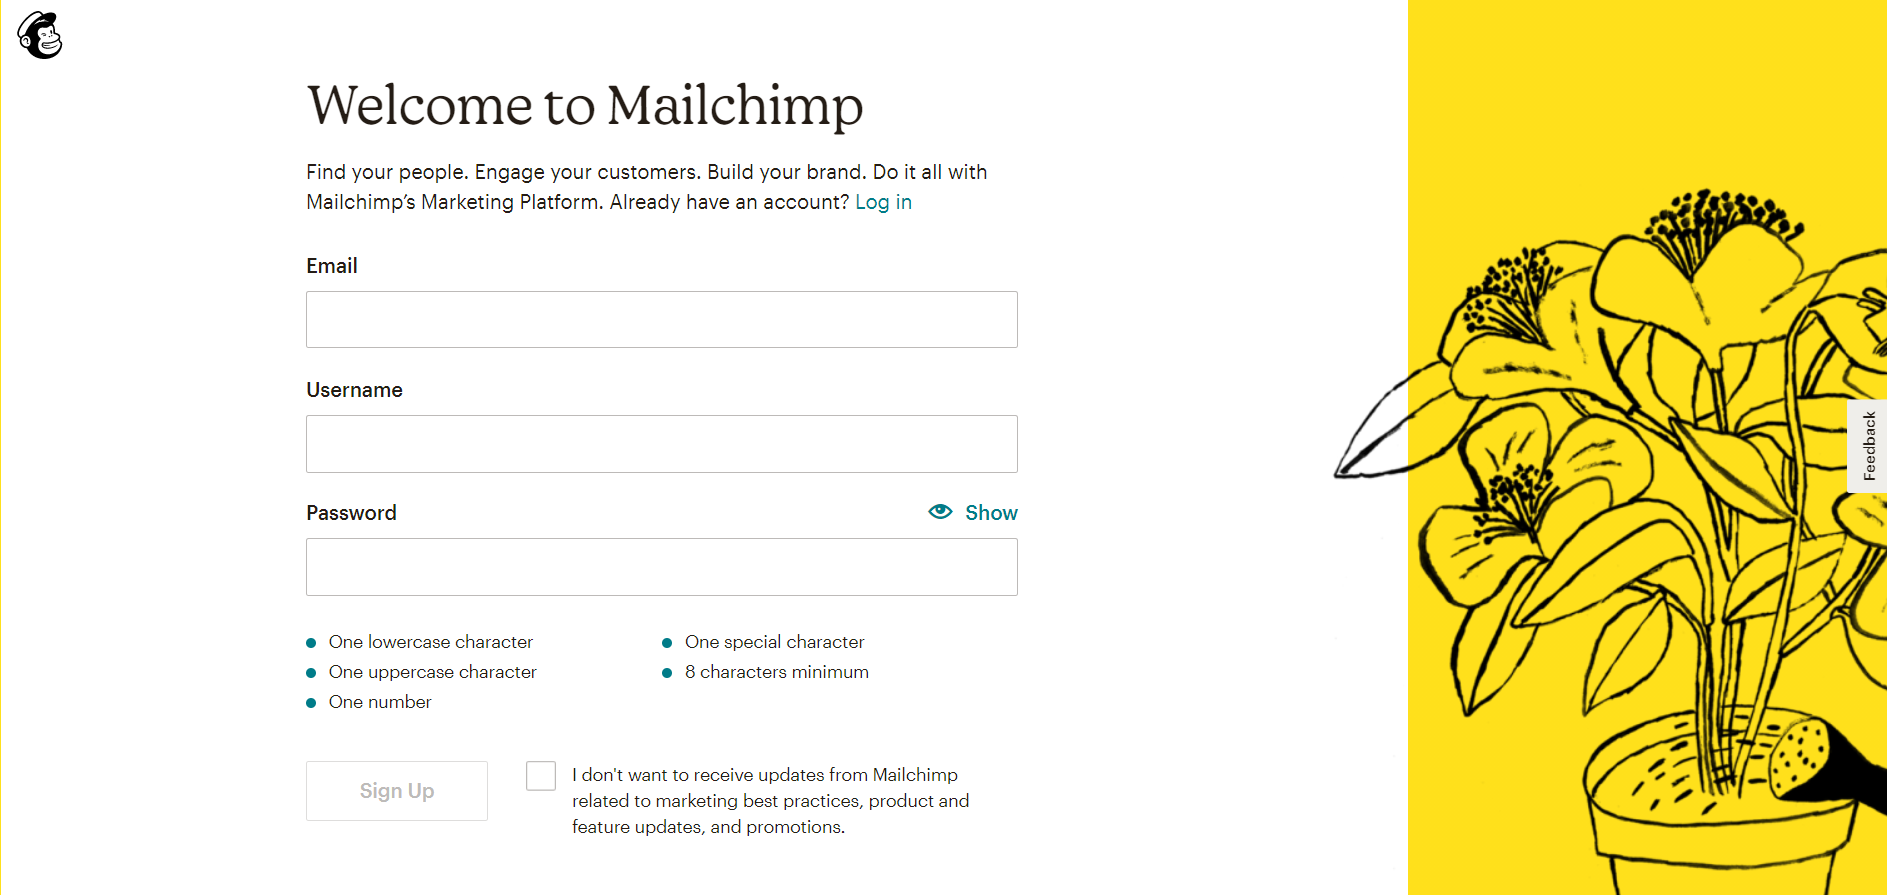 Welcome to Mailchimp
Find your people. Engage your customers. Build your brand. Do it all with
Mailchimp’s Marketing Platform. Already have an account? Log in
Email
Username
Password
Show
One lowercase character
One uppercase character
One number
One special character
8 characters minimum
Sign Up
I don't want to receive updates from Mailchimp
related to marketing best practices, product and
feature updates, and promotions.
Feedback